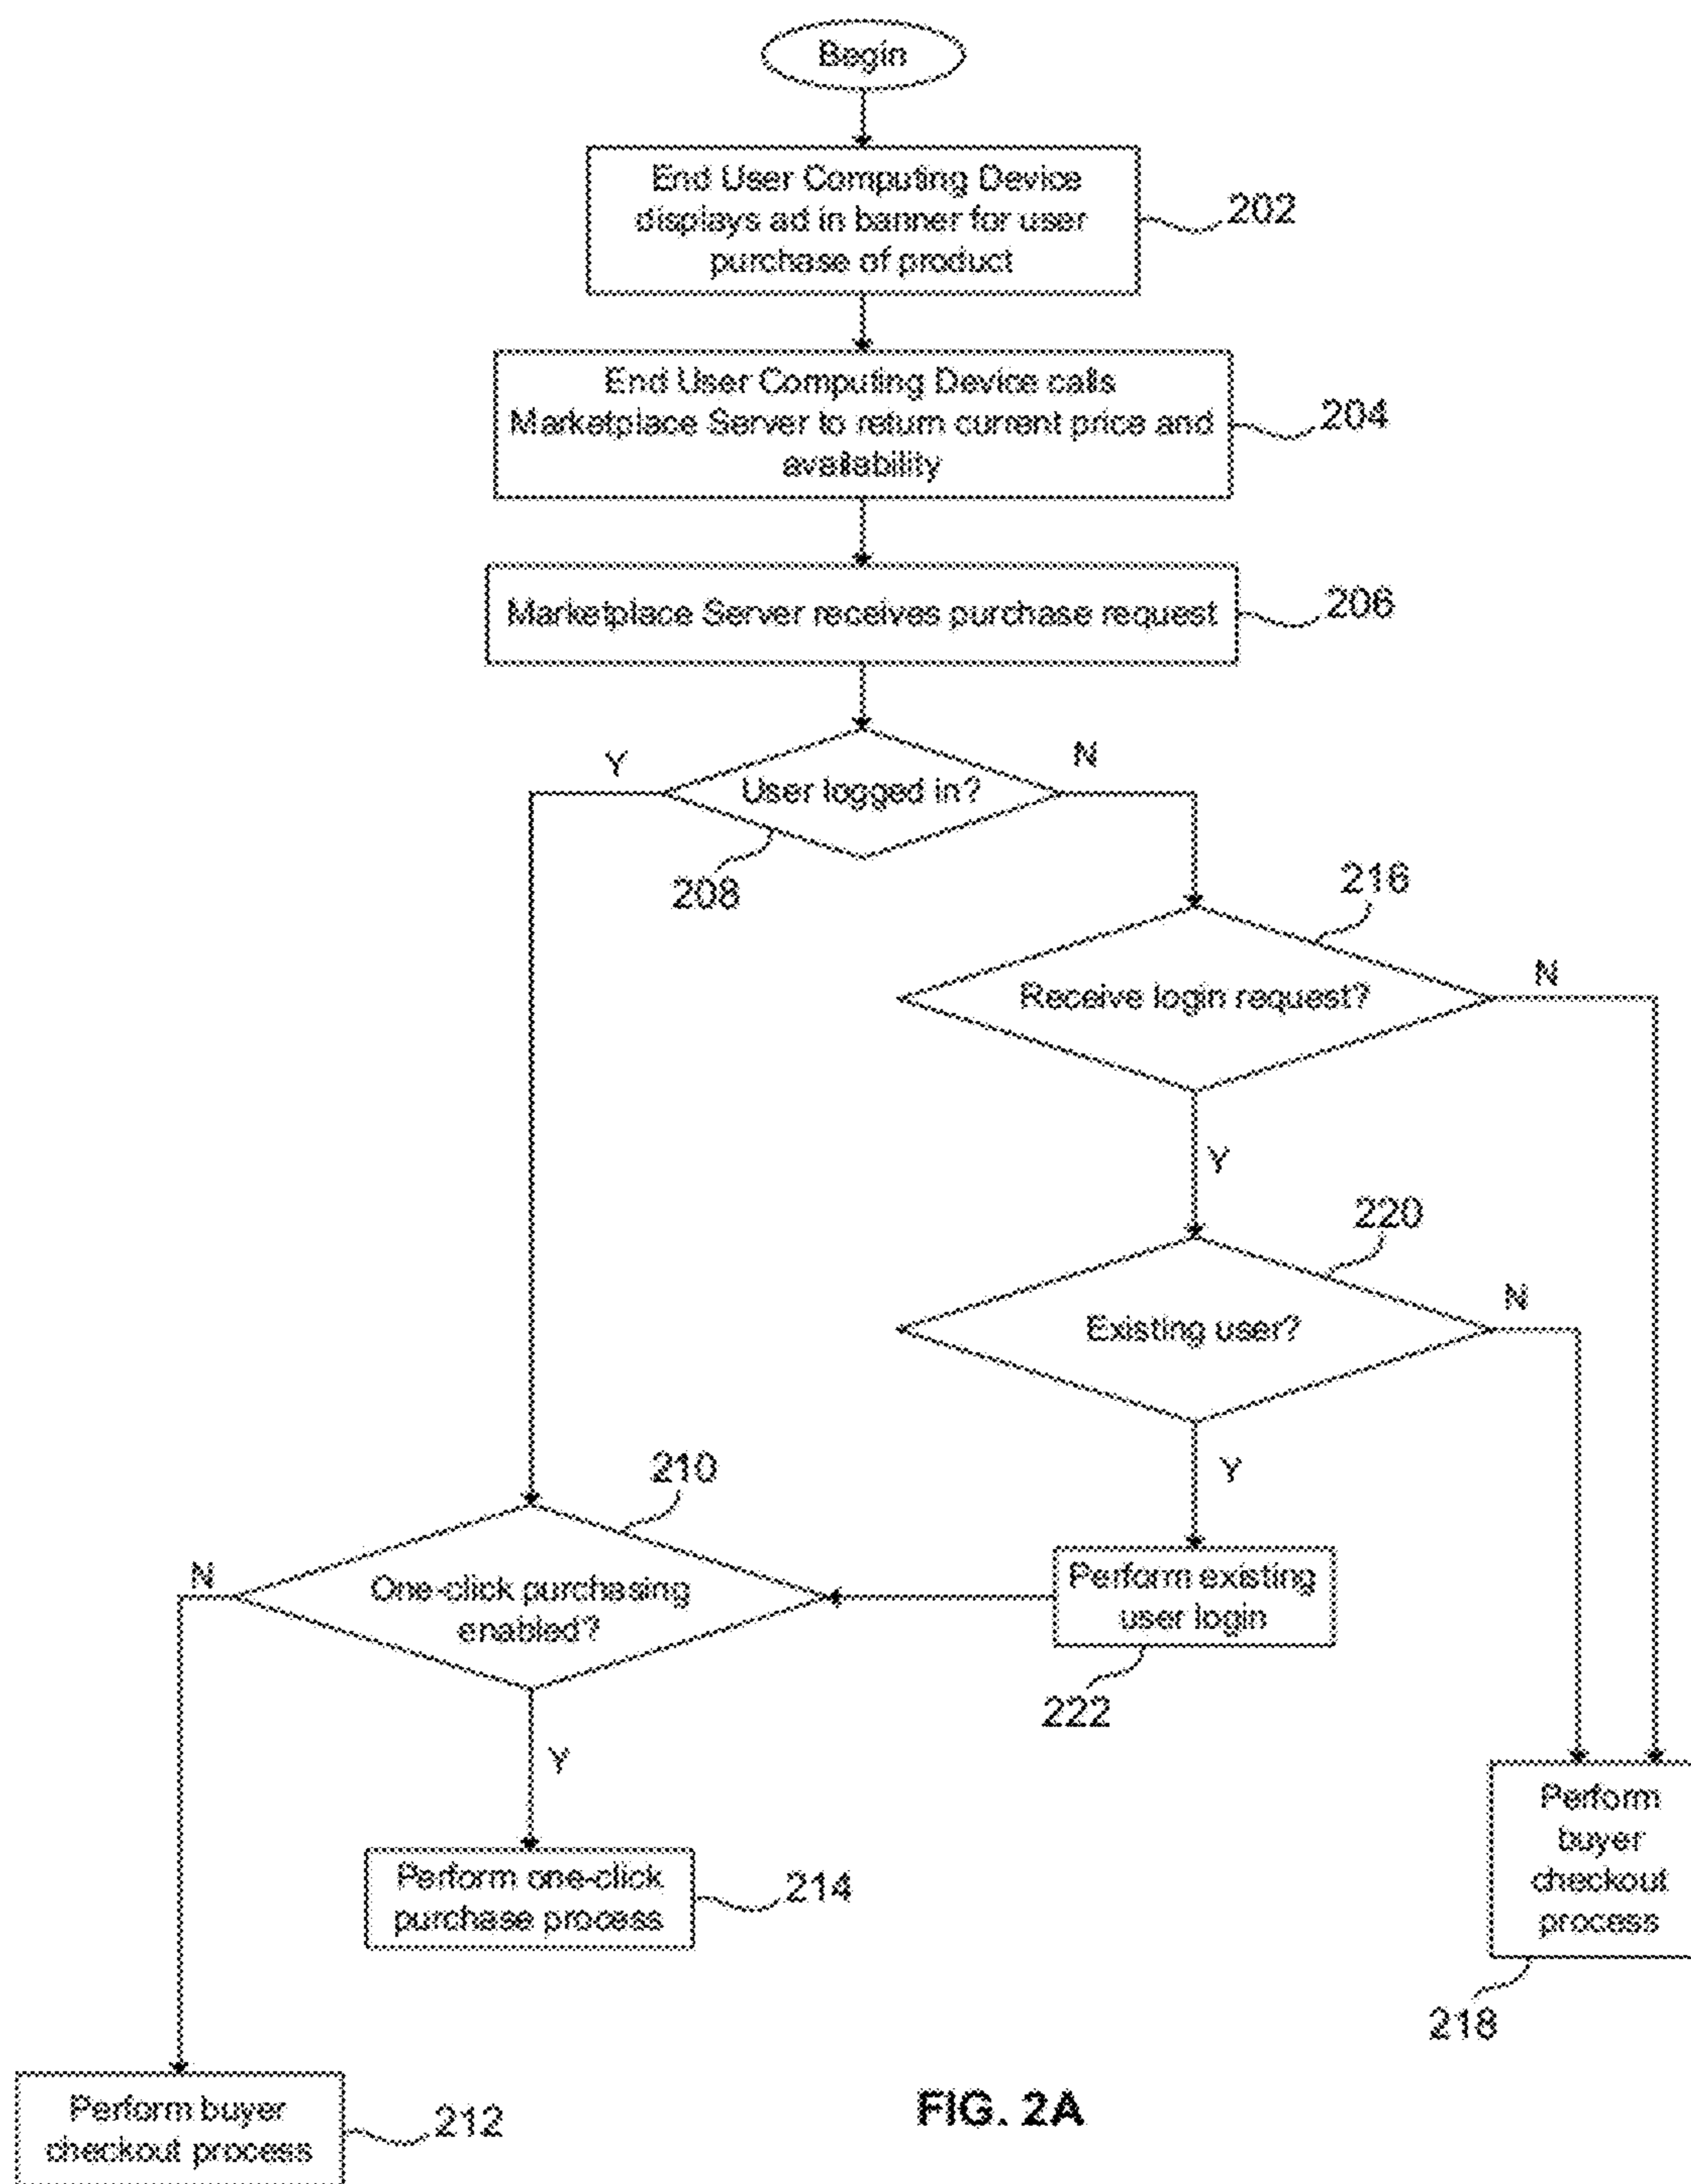 Begin
End User Computing Device
displays ad in banner for user
purchase of product
202
End User Computing Device calls
Marketplace Server to return current price and
availability
204
Marketplace Server receives purchase request
206
Y
User logged in?
N
208
216
Receive login request?
N
Y
220
Existing user?
N
Y
210
N
One-click purchasing
enabled?
Perform existing
user login
222
Y
Perform one-click
purchase process
214
Perform
buyer
checkout
process
218
Perform buyer
checkout process
212
FIG. 2A